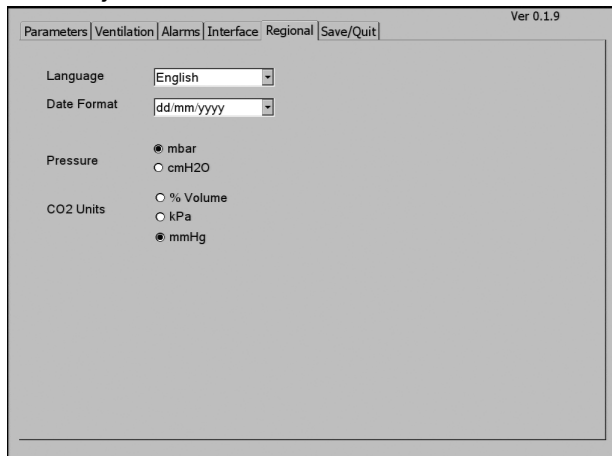 Ver 0.1.9
Parameters Ventilation Alarms Interface Regional Save/Quit
Language English
Date Format dd/mm/yyyy
mbar
Pressure
cmH2O
% Volume
CO2 Units
kPa
mmHg